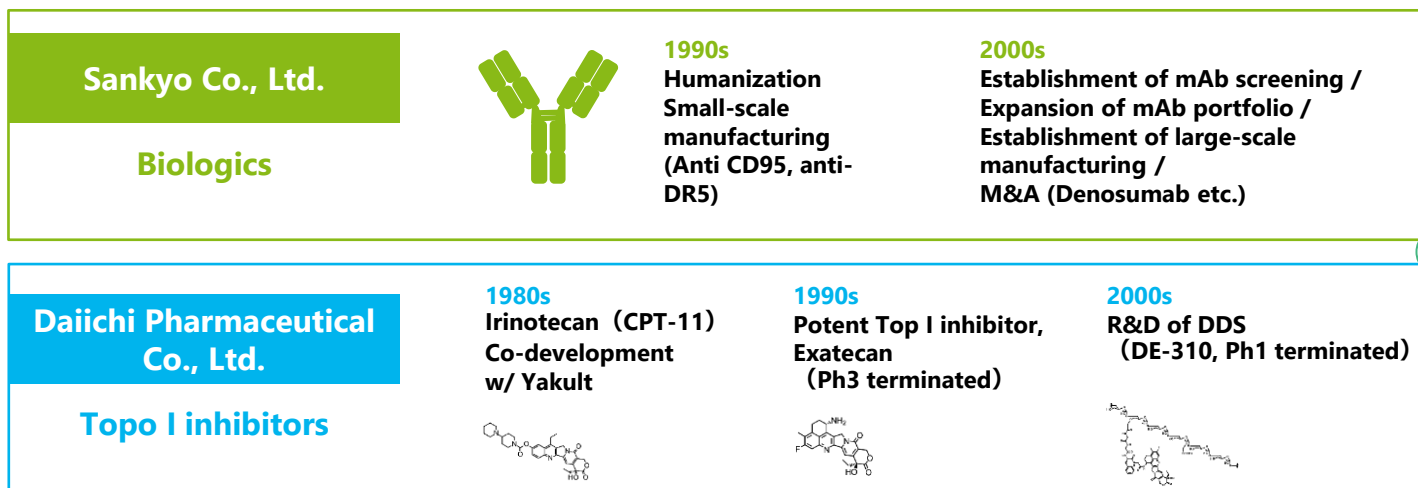 Sankyo Co., Ltd.
Biologics
1990s
Humanization
Small-scale
manufacturing
(Anti CD95, anti-
DR5)
2000s
Establishment of mAb screening /
Expansion of mAb portfolio /
Establishment of large-scale
manufacturing /
M&A (Denosumab etc.)
Daiichi Pharmaceutical
Co., Ltd.
Topo I inhibitors
1980s
Irinotecan（CPT-11）
Co-development
w/ Yakult
1990s
Potent Top I inhibitor,
Exatecan
（Ph3 terminated）
2000s
R&D of DDS
（DE-310, Ph1 terminated）